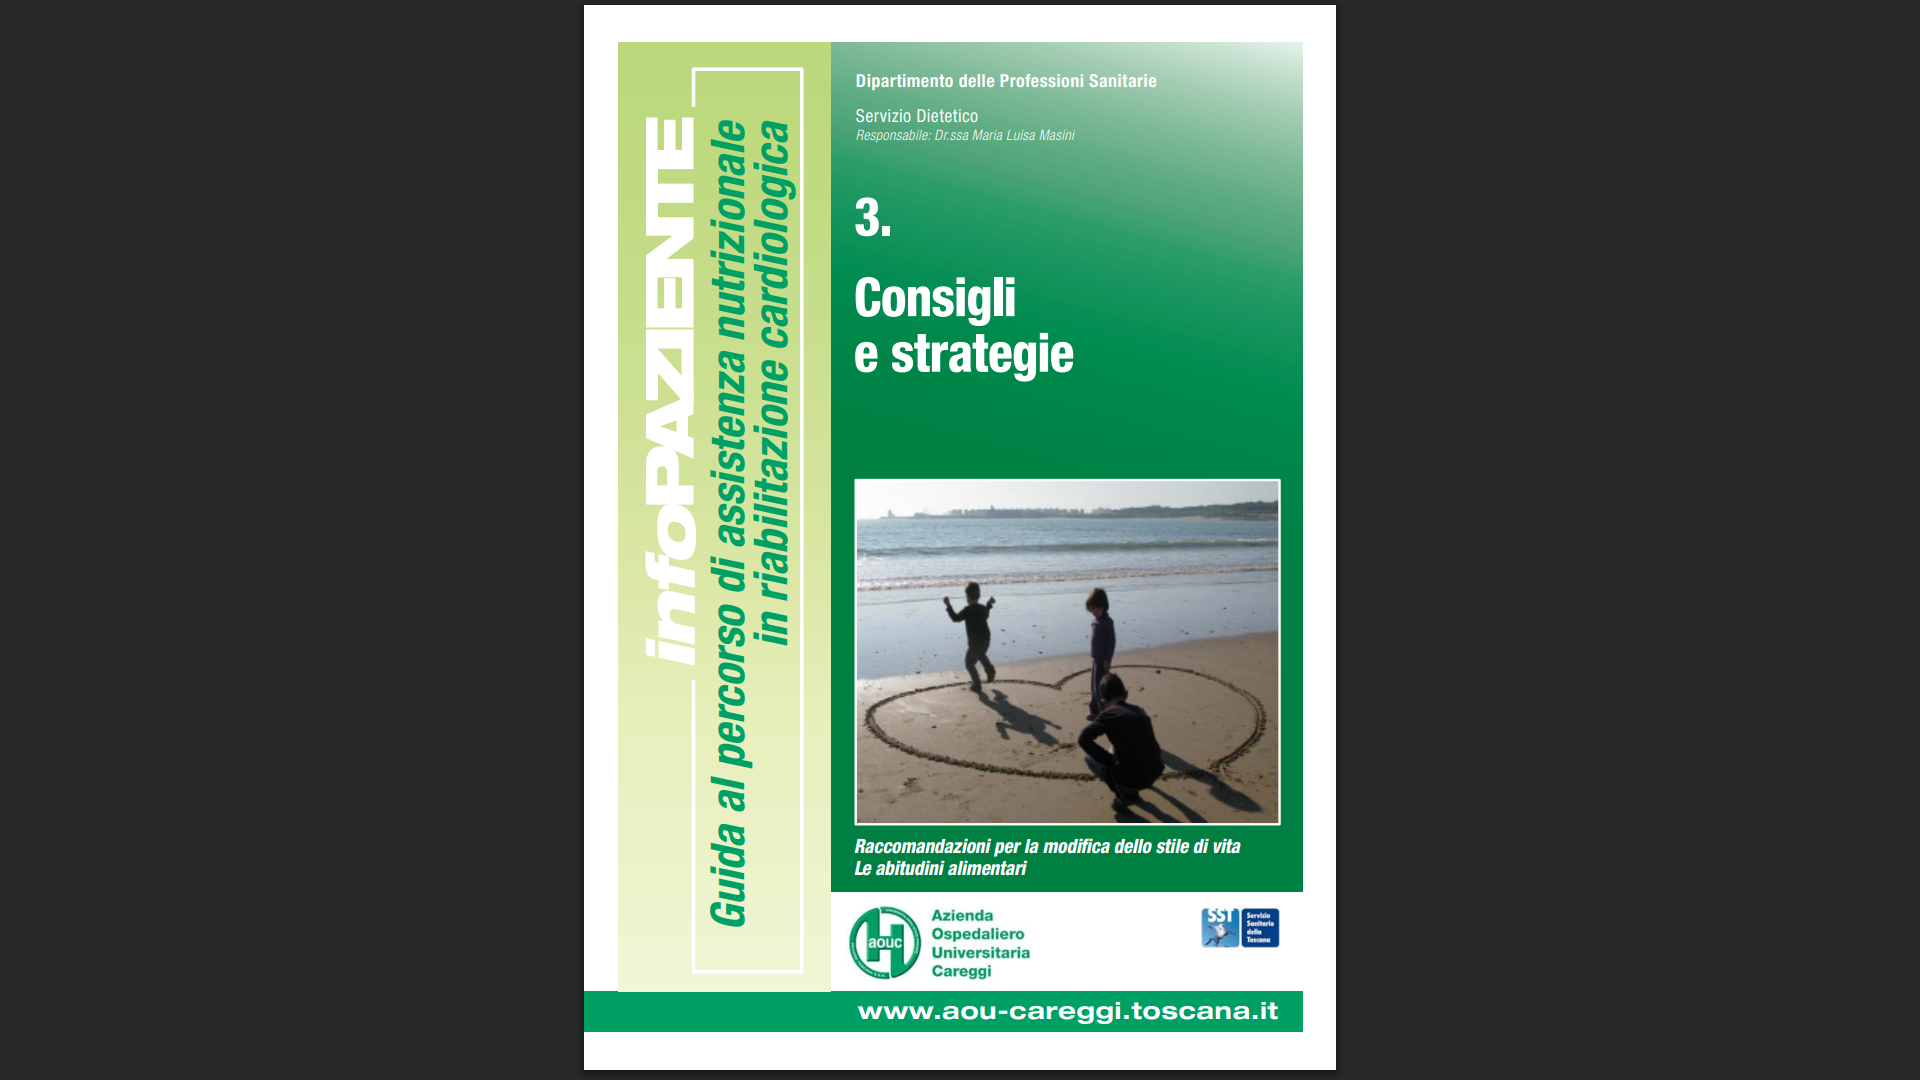 infoPAZIENTE
Guida al percorso di assistenza nutrizionale
in riabilitazione cardiologica
Dipartimento delle Professioni Sanitarie
Servizio Dietetico
Responsabile: Dr.ssa Maria Luisa Masini
3.
Consigli
e strategie
Raccomandazioni per la modifica dello stile di vita
Le abitudini alimentari
aouc
Azienda
Ospedaliero
Universitaria
Careggi
SST
Servizio
Sanitario
della
Toscana
www.aou-careggi.toscana.it